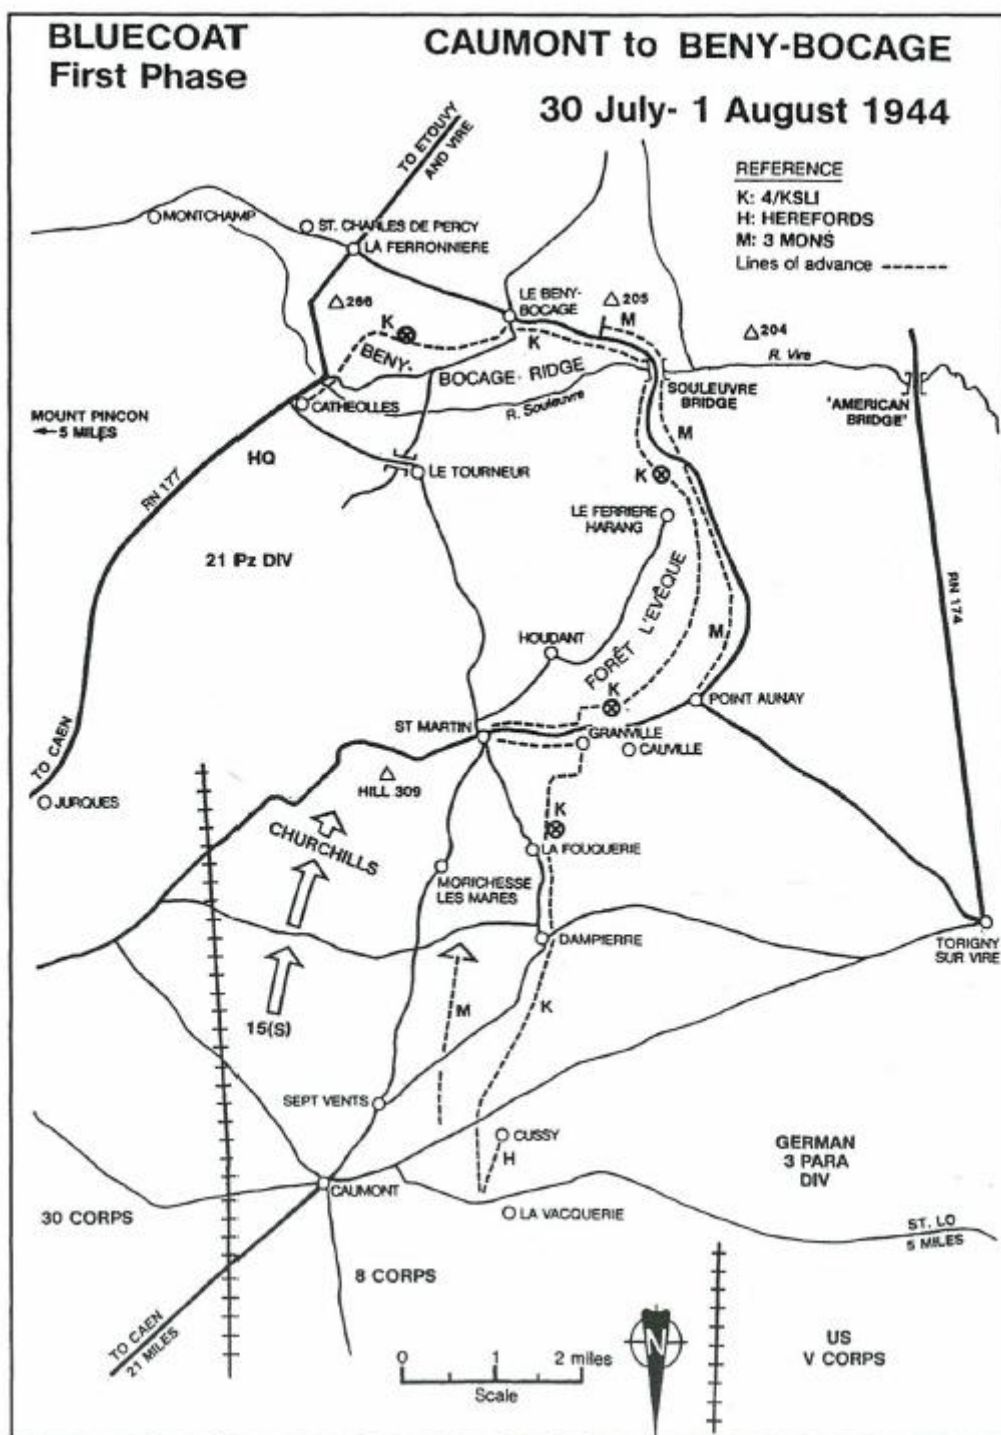 BLUECOAT
First Phase
CAUMONT to BENY-BOCAGE
30 July- 1 August 1944
REFERENCE
K: 4/KSLI
H: HEREFORDS
M: 3 MONS
Lines of advance
TO ETOUVY
AND VIRE
MONTCHAMP
ST. CHARLES DE PERCY
LA FERRONNIERE
266
LE BENY-
BOCAGE
205
M
204
R. Vire
K
K
BENY-
BOCAGE- RIDGE
R. Souleuvre
SOULEUVRE
BRIDGE
'AMERICAN
BRIDGE'
CATHEOLLES
MOUNT PINCON
5 MILES
HQ
LE TOURNEUR
M
K
RN 177
LE FERRIERE
HARANG
21 Pz DIV
RN 174
FORÊT L'EVÊQUE
HOUDANT
M
K
POINT AUNAY
ST MARTIN
GRANVILLE
CAUVILLE
TO CAEN
HILL 309
JURQUES
K
CHURCHILLS
LA FOUQUERIE
MORICHESSE
LES MARES
DAMPIERRE
TORIGNY
SUR VIRE
15(S)
M
K
SEPT VENTS
CUSSY
H
GERMAN
3 PARA
DIV
CAUMONT
30 CORPS
LA VACQUERIE
ST. LO
5 MILES
8 CORPS
TO CAEN
21 MILES
0 1 2 miles
Scale
N
US
V CORPS